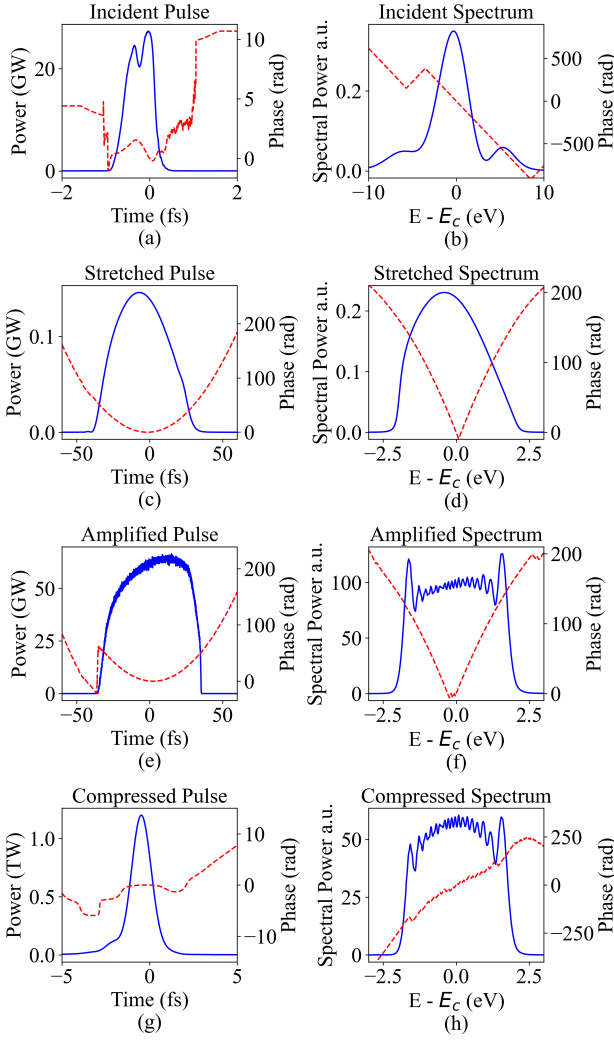 Incident Pulse
Power (GW)
20
0
10
5
0
Phase (rad)
−2
0
2
Time (fs)
(a)
Incident Spectrum
Spectral Power a.u.
0.2
0.0
500
0
−500
Phase (rad)
−10
0
10
E - E_c (eV)
(b)
Stretched Pulse
Power (GW)
0.1
0.0
200
100
0
Phase (rad)
−50
0
50
Time (fs)
(c)
Stretched Spectrum
Spectral Power a.u.
0.2
0.1
0.0
200
100
0
Phase (rad)
−2.5
0.0
2.5
E - E_c (eV)
(d)
Amplified Pulse
Power (GW)
50
25
0
200
100
0
Phase (rad)
−50
0
50
Time (fs)
(e)
Amplified Spectrum
Spectral Power a.u.
100
50
0
200
100
0
Phase (rad)
−2.5
0.0
2.5
E - E_c (eV)
(f)
Compressed Pulse
Power (TW)
1.0
0.5
0.0
10
0
−10
Phase (rad)
−5
0
5
Time (fs)
(g)
Compressed Spectrum
Spectral Power a.u.
50
25
0
250
0
−250
Phase (rad)
−2.5
0.0
2.5
E - E_c (eV)
(h)